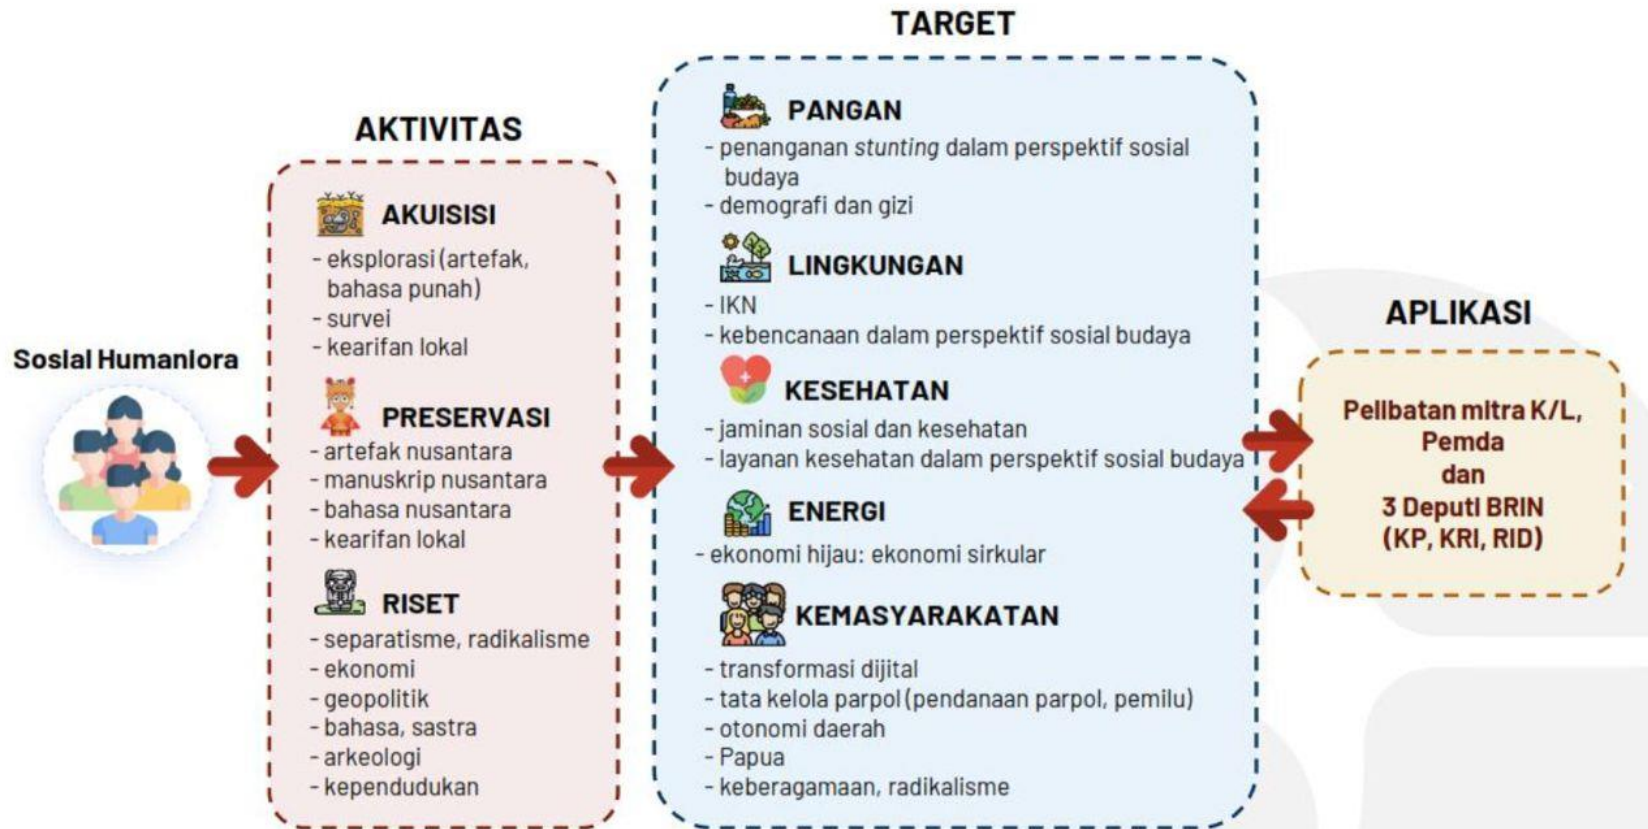 Sosial Humaniora
AKTIVITAS
AKUISISI
- eksplorasi (artefak,
bahasa punah)
- survei
- kearifan lokal
PRESERVASI
- artefak nusantara
- manuskrip nusantara
- bahasa nusantara
- kearifan lokal
RISET
- separatisme, radikalisme
- ekonomi
- geopolitik
- bahasa, sastra
- arkeologi
- kependudukan
TARGET
PANGAN
- penanganan stunting dalam perspektif sosial
budaya
- demografi dan gizi
LINGKUNGAN
- IKN
- kebencanaan dalam perspektif sosial budaya
KESEHATAN
- jaminan sosial dan kesehatan
- layanan kesehatan dalam perspektif sosial budaya
ENERGI
- ekonomi hijau: ekonomi sirkular
KEMASYARAKATAN
- transformasi dijital
- tata kelola parpol (pendanaan parpol, pemilu)
- otonomi daerah
- Papua
- keberagamaan, radikalisme
APLIKASI
Pelibatan mitra K/L,
Pemda
dan
3 Deputi BRIN
(KP, KRI, RID)